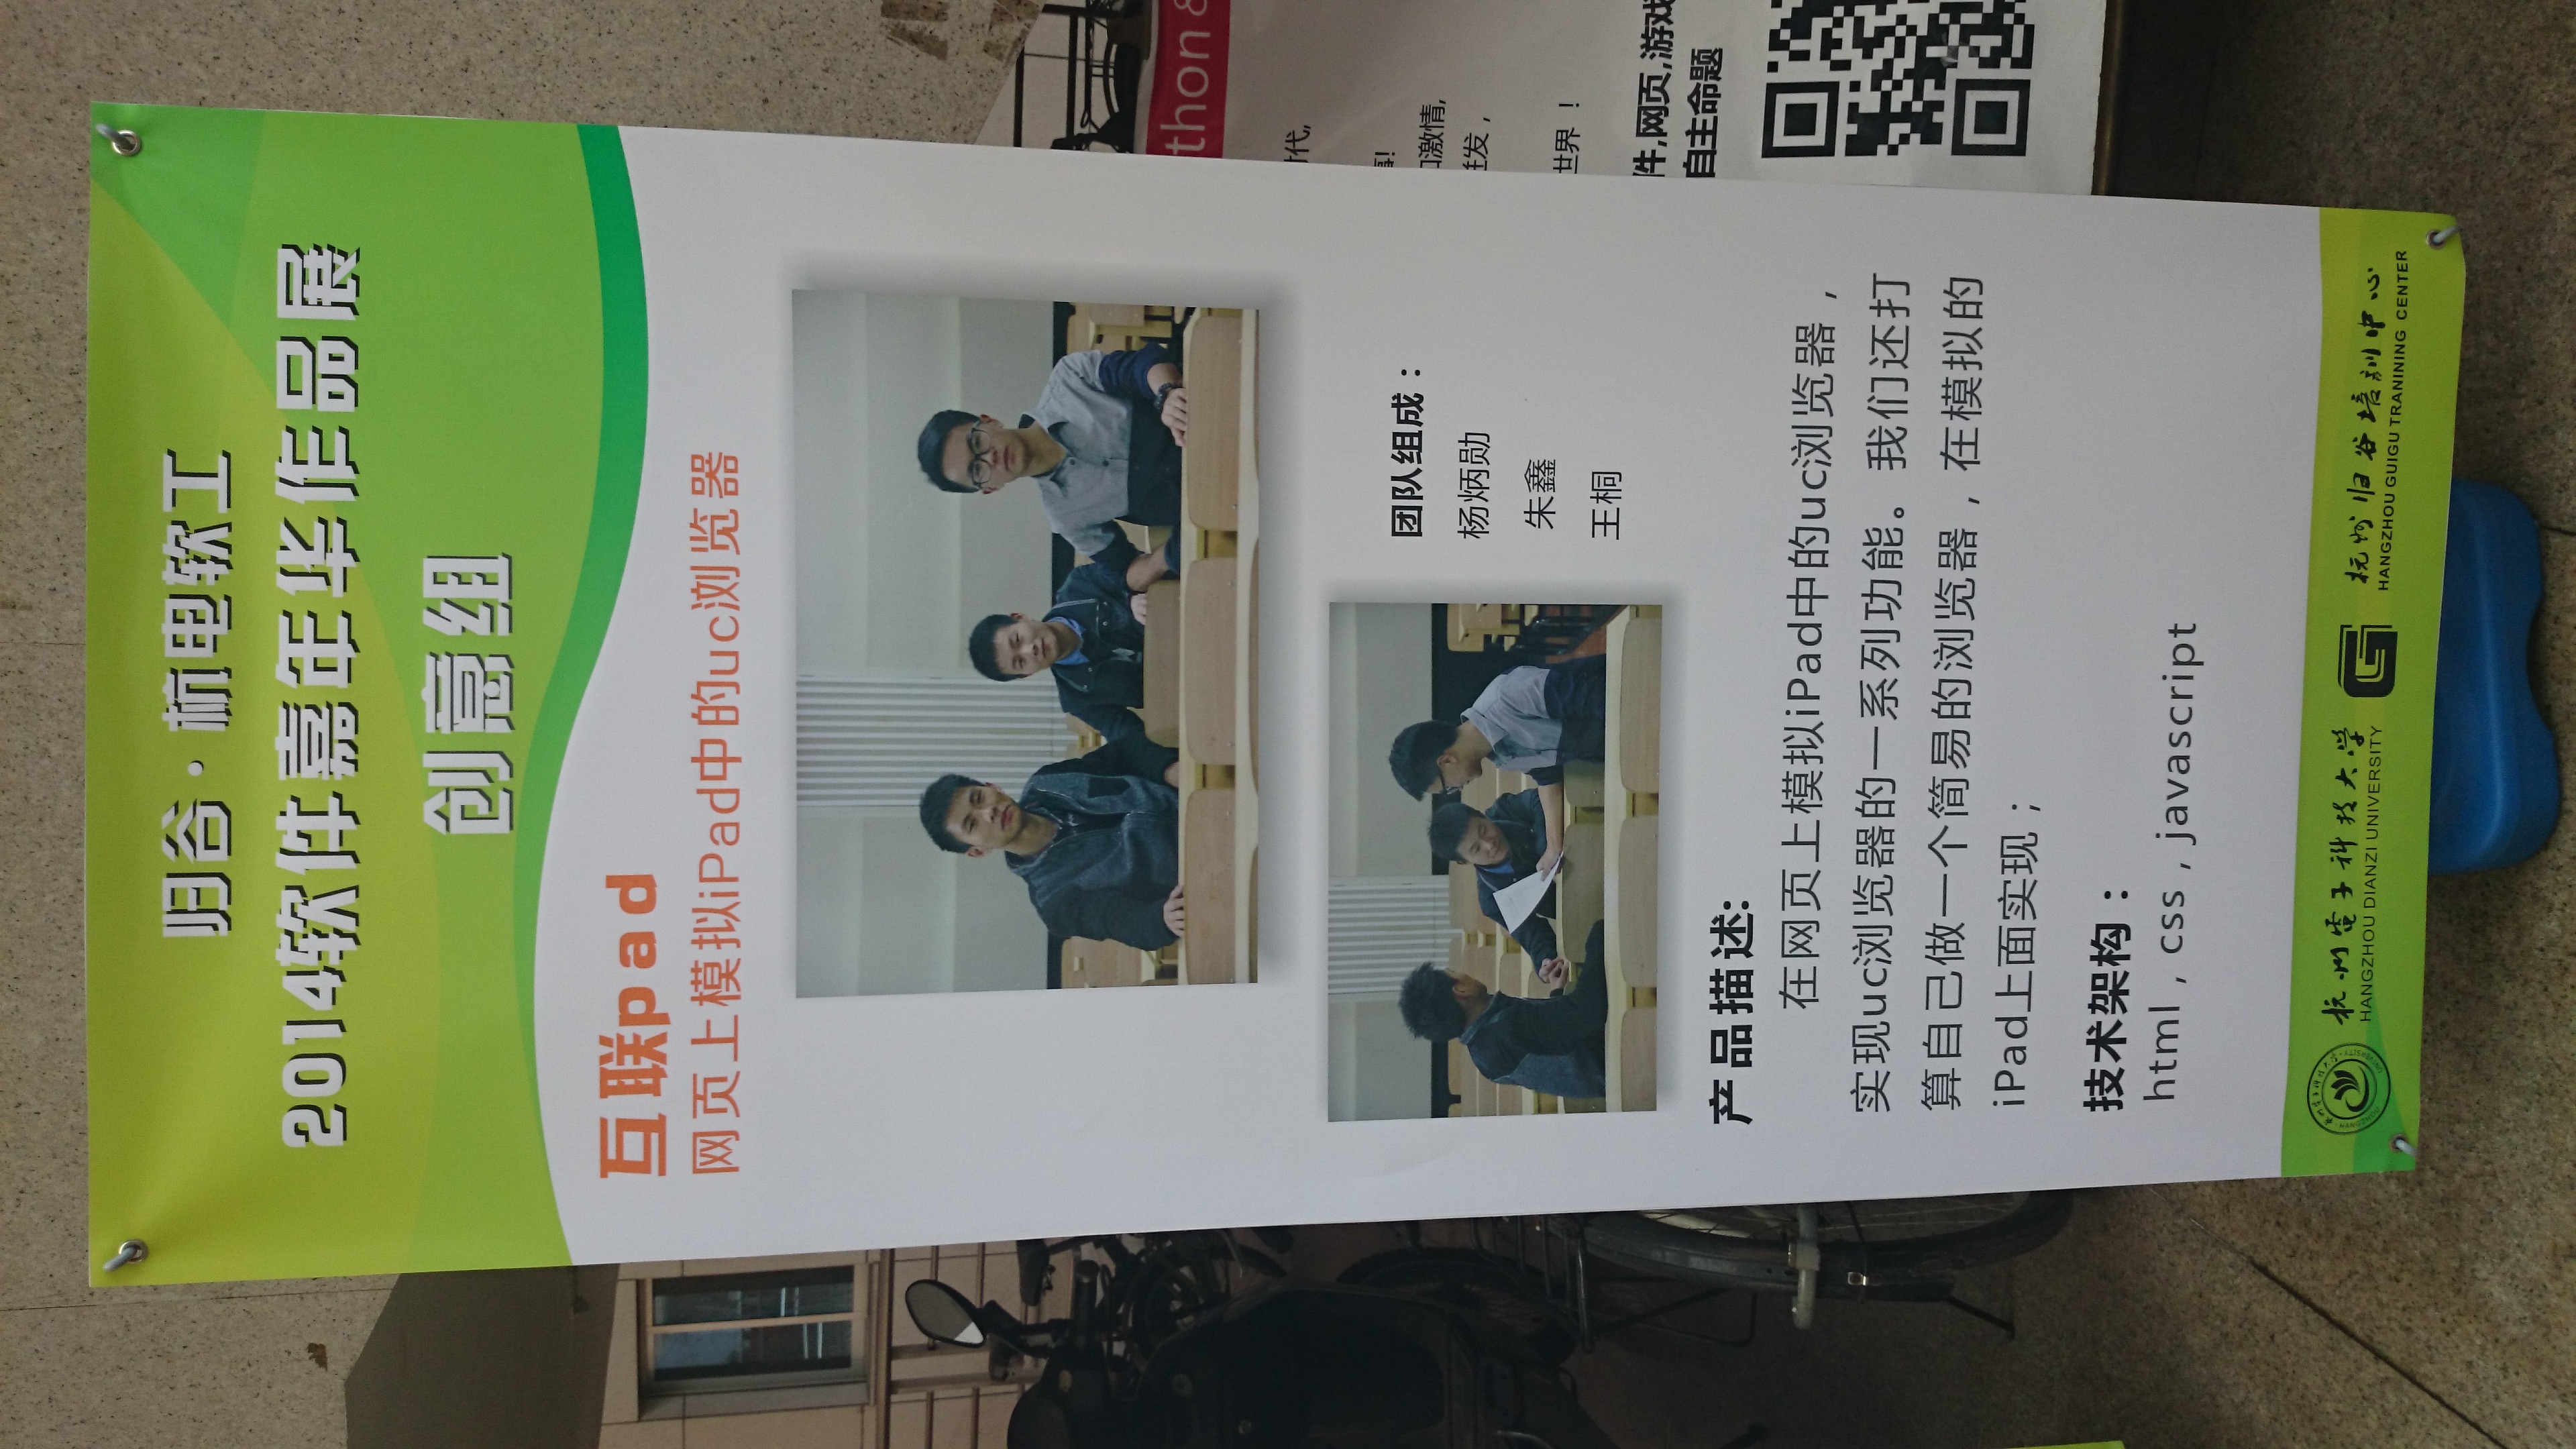 归谷·杭电软工
2014软件嘉年华作品展
创意组
互联pad
网页上模拟iPad中的uc浏览器
团队组成：
杨炳勋
朱鑫
王桐
产品描述:
在网页上模拟iPad中的uc浏览器，
实现uc浏览器的一系列功能。我们还打
算自己做一个简易的浏览器，在模拟的
iPad上面实现；
技术架构：
html，css，javascript
杭州電子科技大学
HANGZHOU DIANZI UNIVERSITY
杭州归谷培训中心
HANGZHOU GUIGU TRANINING CENTER
thon &
时代,
事!
和激情,
迸发，
世界 ！
件,网页,游戏
自主命题